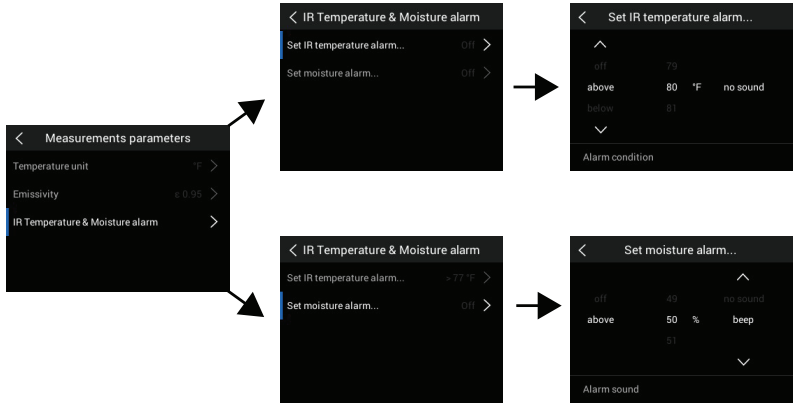 Measurements parameters
Temperature unit °F
Emissivity ε 0.95
IR Temperature & Moisture alarm
IR Temperature & Moisture alarm
Set IR temperature alarm... Off
Set moisture alarm... Off
Set IR temperature alarm...
off 79
above 80 °F no sound
below 81
Alarm condition
IR Temperature & Moisture alarm
Set IR temperature alarm... >77 °F
Set moisture alarm... Off
Set moisture alarm...
off 49 no sound
above 50 % beep
51
Alarm sound